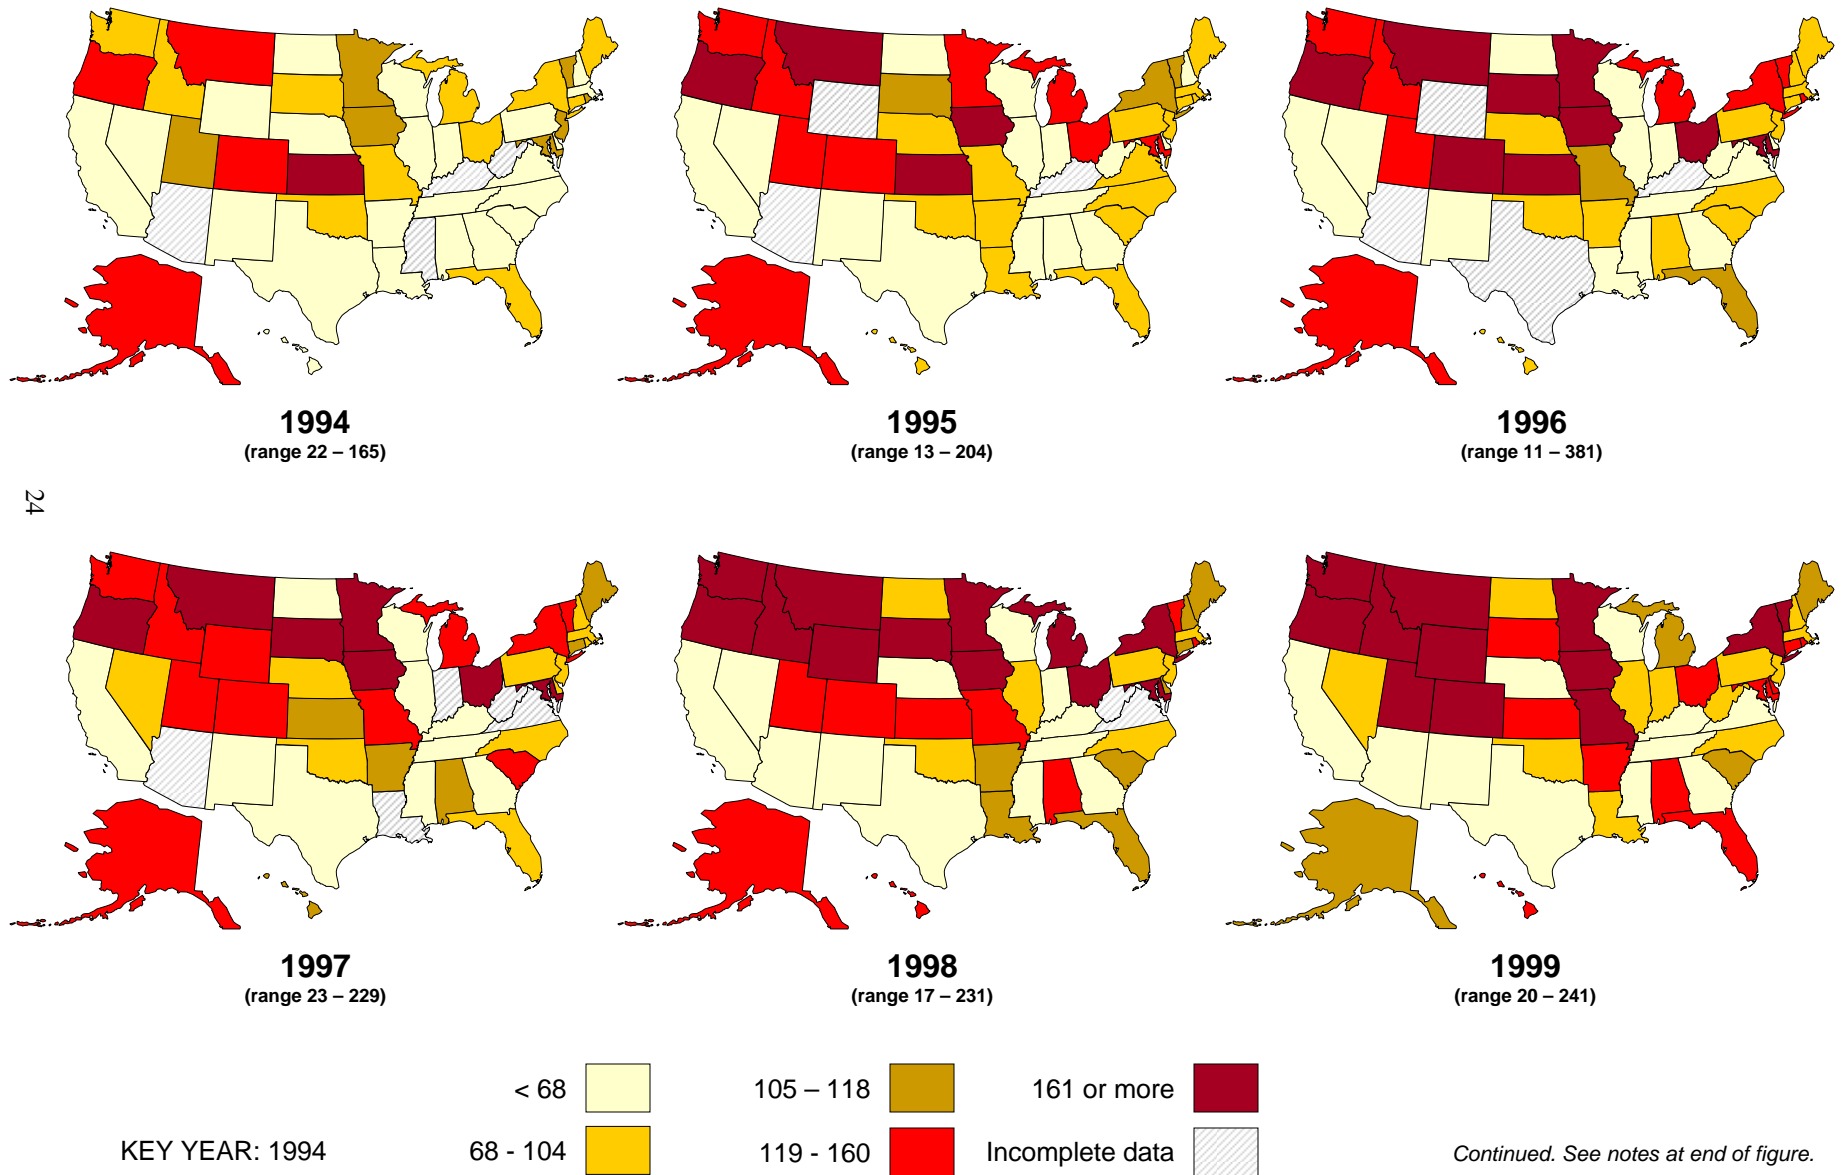 1994
(range 22 – 165)
1995
(range 13 – 204)
1996
(range 11 – 381)
24
1997
(range 23 – 229)
1998
(range 17 – 231)
1999
(range 20 – 241)
< 68
105 – 118
161 or more
KEY YEAR: 1994
68 - 104
119 - 160
Incomplete data
Continued. See notes at end of figure.